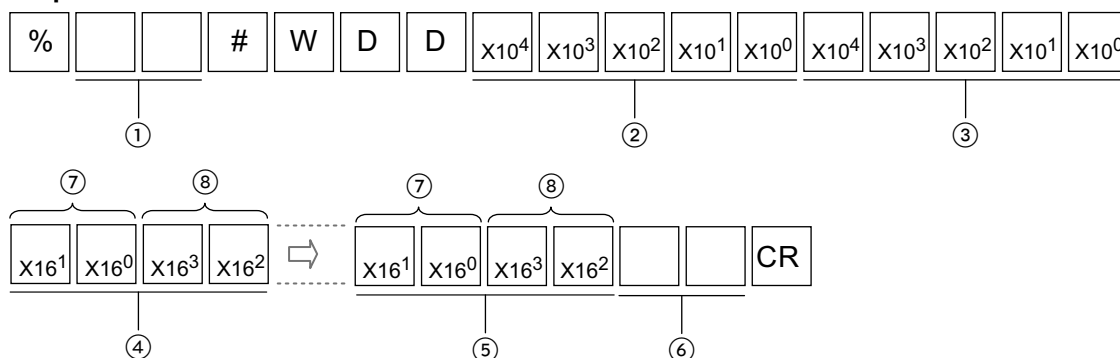 % # W D D X10⁴ X10³ X10² X10¹ X10⁰ X10⁴ X10³ X10² X10¹ X10⁰
① ② ③
⑦ ⑧ ⑦ ⑧
X16¹ X16⁰ X16³ X16² X16¹ X16⁰ X16³ X16² CR
④ ⑤ ⑥